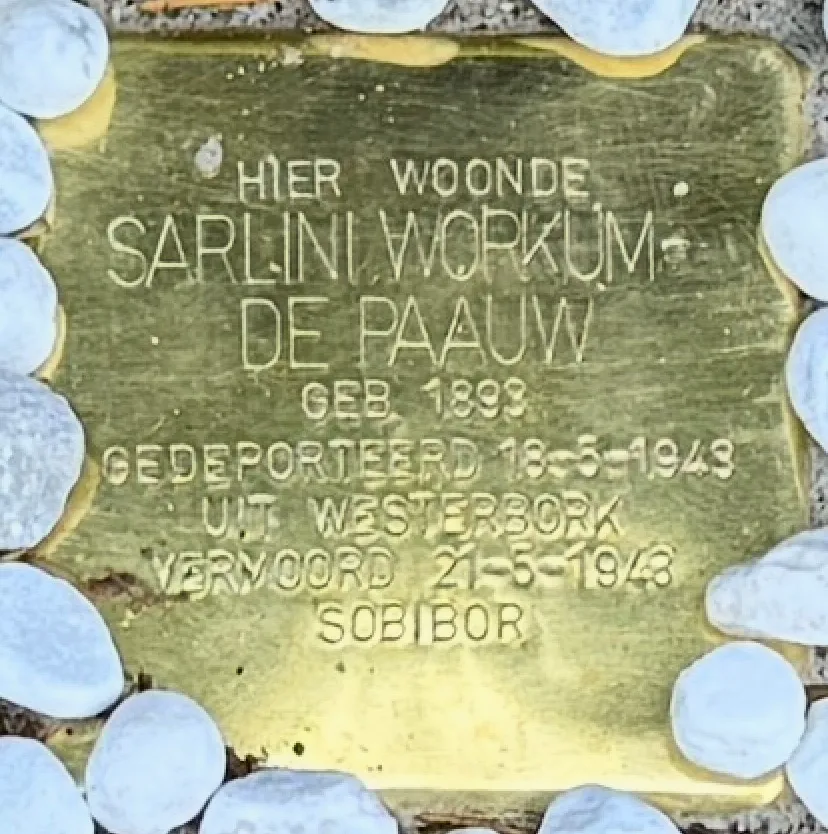 HIER WOONDE
SARLINI WORKUM-
DE PAAUW
GEB. 1893
GEDEPORTEERD 18-5-1943
UIT WESTERBORK
VERMOORD 21-5-1943
SOBIBOR